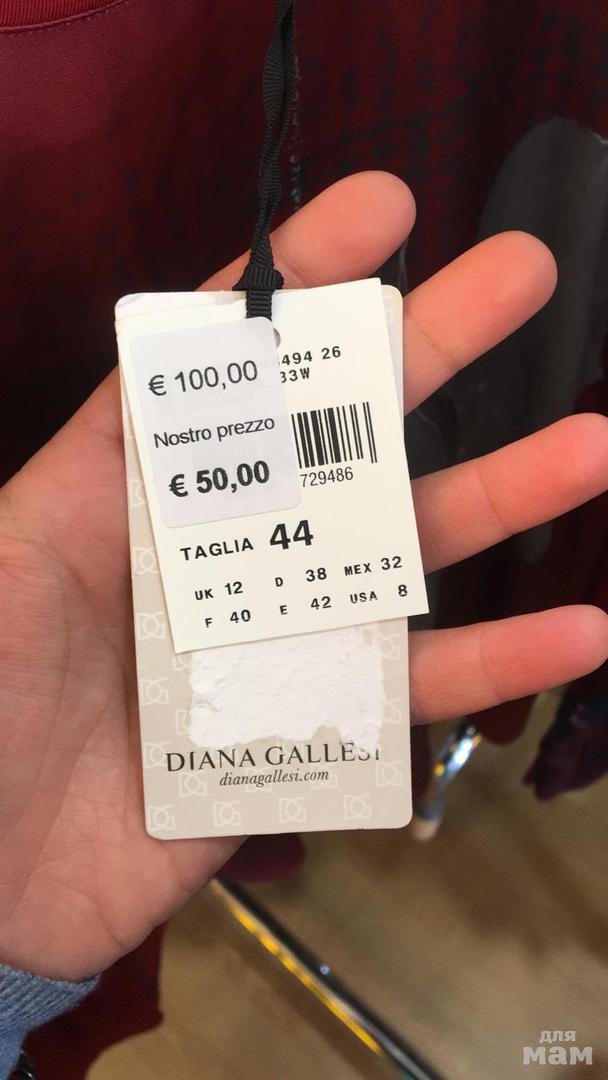 € 100,00
Nostro prezzo
€ 50,00
494 26
33W
729486
TAGLIA 44
UK 12 D 38 MEX 32
F 40 E 42 USA 8
DIANA GALLESI
dianagallesi.com
для
мам